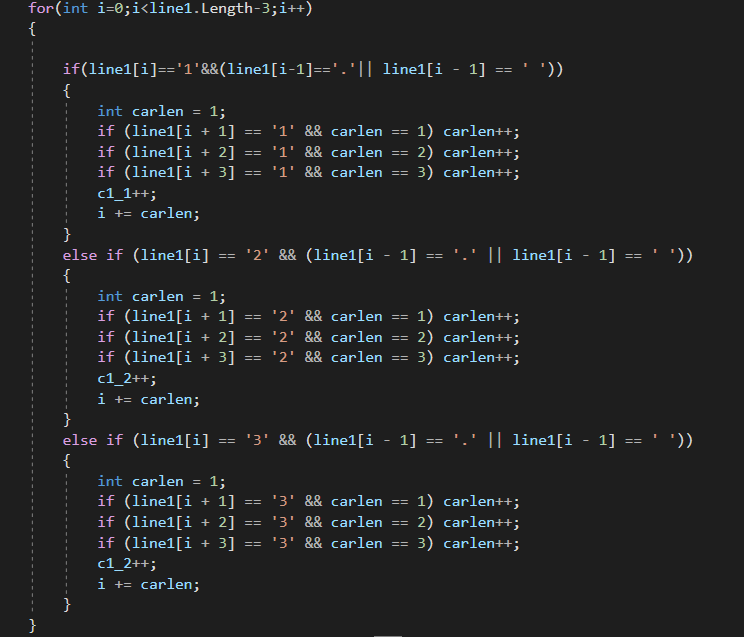 for(int i=0;i<line1.Length-3;i++)
{
if(line1[i]=='1'&&(line1[i-1]=='.'|| line1[i - 1] == ' '))
{
int carlen = 1;
if (line1[i + 1] == '1' && carlen == 1) carlen++;
if (line1[i + 2] == '1' && carlen == 2) carlen++;
if (line1[i + 3] == '1' && carlen == 3) carlen++;
c1_1++;
i += carlen;
}
else if (line1[i] == '2' && (line1[i - 1] == '.' || line1[i - 1] == ' '))
{
int carlen = 1;
if (line1[i + 1] == '2' && carlen == 1) carlen++;
if (line1[i + 2] == '2' && carlen == 2) carlen++;
if (line1[i + 3] == '2' && carlen == 3) carlen++;
c1_2++;
i += carlen;
}
else if (line1[i] == '3' && (line1[i - 1] == '.' || line1[i - 1] == ' '))
{
int carlen = 1;
if (line1[i + 1] == '3' && carlen == 1) carlen++;
if (line1[i + 2] == '3' && carlen == 2) carlen++;
if (line1[i + 3] == '3' && carlen == 3) carlen++;
c1_2++;
i += carlen;
}
}